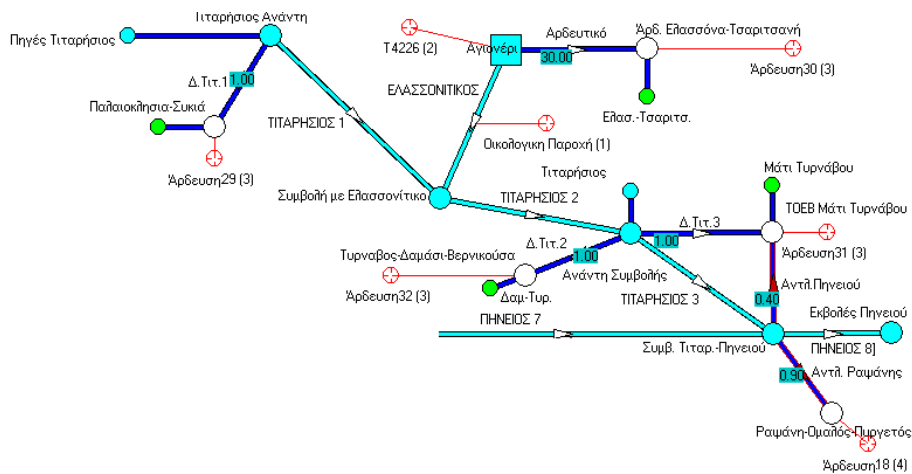 Τιταρήσιος Ανάντη
Πηγές Τιταρήσιος
T4226 (2)
Αγιονέρι
Αρδευτικό
30.00
Άρδ. Ελασσόνα-Τσαριτσανή
Άρδευση30 (3)
Δ.Τιτ.1
1.00
ΕΛΑΣΣΟΝΙΤΙΚΟΣ
Παλαιοκλησια-Συκιά
Ελασ.-Τσαριτσ.
ΤΙΤΑΡΗΣΙΟΣ 1
Οικολογικη Παροχή (1)
Άρδευση29 (3)
Τιταρήσιος
Μάτι Τυρνάβου
Συμβολή με Ελασσονίτικο
ΤΙΤΑΡΗΣΙΟΣ 2
ΤΟΕΒ Μάτι Τυρνάβου
Δ.Τιτ.3
1.00
Δ.Τιτ.2
1.00
Άρδευση31 (3)
Τυρναβος-Δαμάσι-Βερνικούσα
Ανάντη Συμβολής
Άρδευση32 (3)
Δαμ-Τυρ.
ΤΙΤΑΡΗΣΙΟΣ 3
Αντλ.Πηνειού
0.40
Εκβολές Πηνειού
ΠΗΝΕΙΟΣ 7
Συμβ. Τιταρ.-Πηνειού
ΠΗΝΕΙΟΣ 8]
Αντλ. Ραψάνης
0.90
Ραψάνη-Ομαλός-Πυργετός
Άρδευση18 (4)